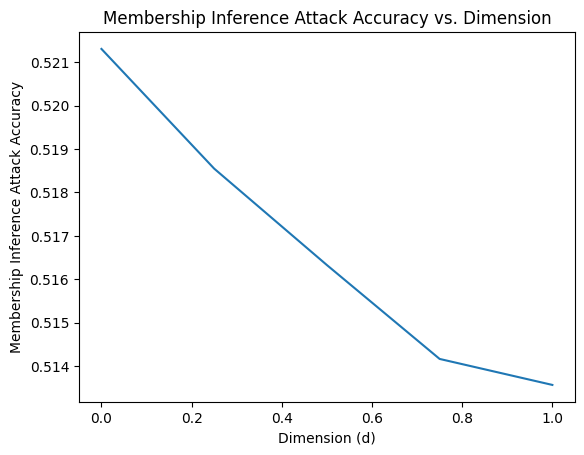 Membership Inference Attack Accuracy vs. Dimension
Membership Inference Attack Accuracy
0.521
0.520
0.519
0.518
0.517
0.516
0.515
0.514
0.0 0.2 0.4 0.6 0.8 1.0
Dimension (d)